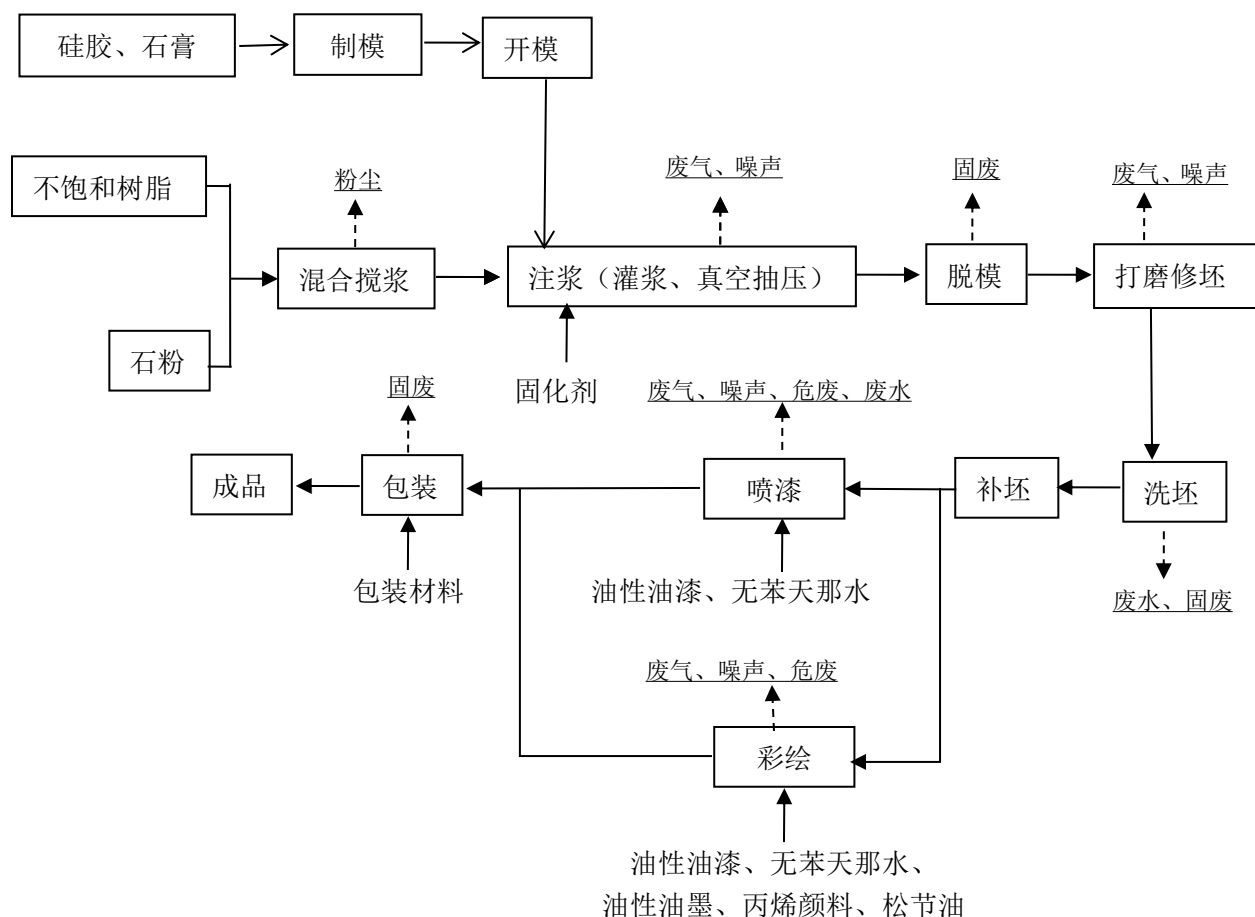 硅胶、石膏
制模
开模
不饱和树脂
石粉
粉尘
混合搅浆
废气、噪声
注浆（灌浆、真空抽压）
固化剂
固废
脱模
废气、噪声
打磨修坯
固废
成品
包装
包装材料
废气、噪声、危废、废水
喷漆
油性油漆、无苯天那水
补坯
洗坯
废水、固废
废气、噪声、危废
彩绘
油性油漆、无苯天那水、
油性油墨、丙烯颜料、松节油